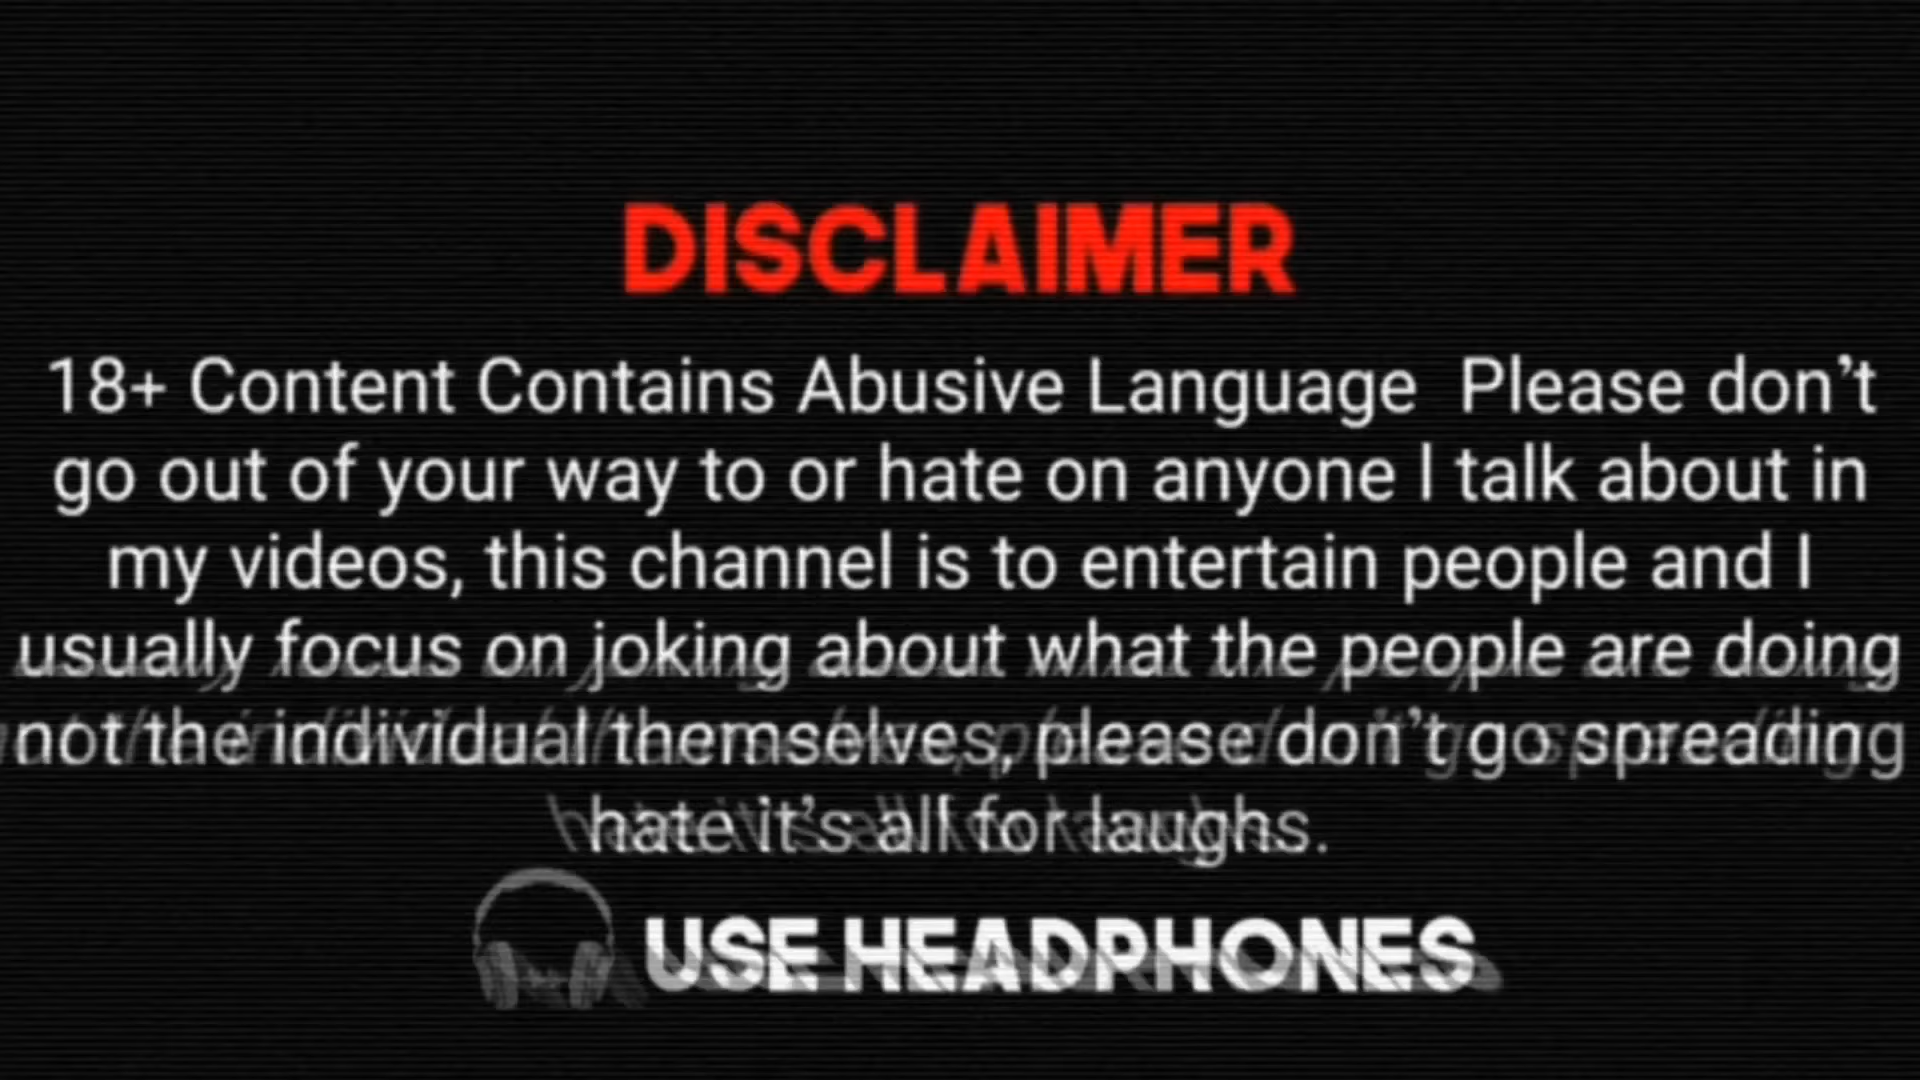 DISCLAIMER
18+ Content Contains Abusive Language Please don't
go out of your way to or hate on anyone I talk about in
my videos, this channel is to entertain people and I
usually focus on joking about what the people are doing
not the individual themselves, please don't go spreading
hate it's all for laughs.
USE HEADPHONES